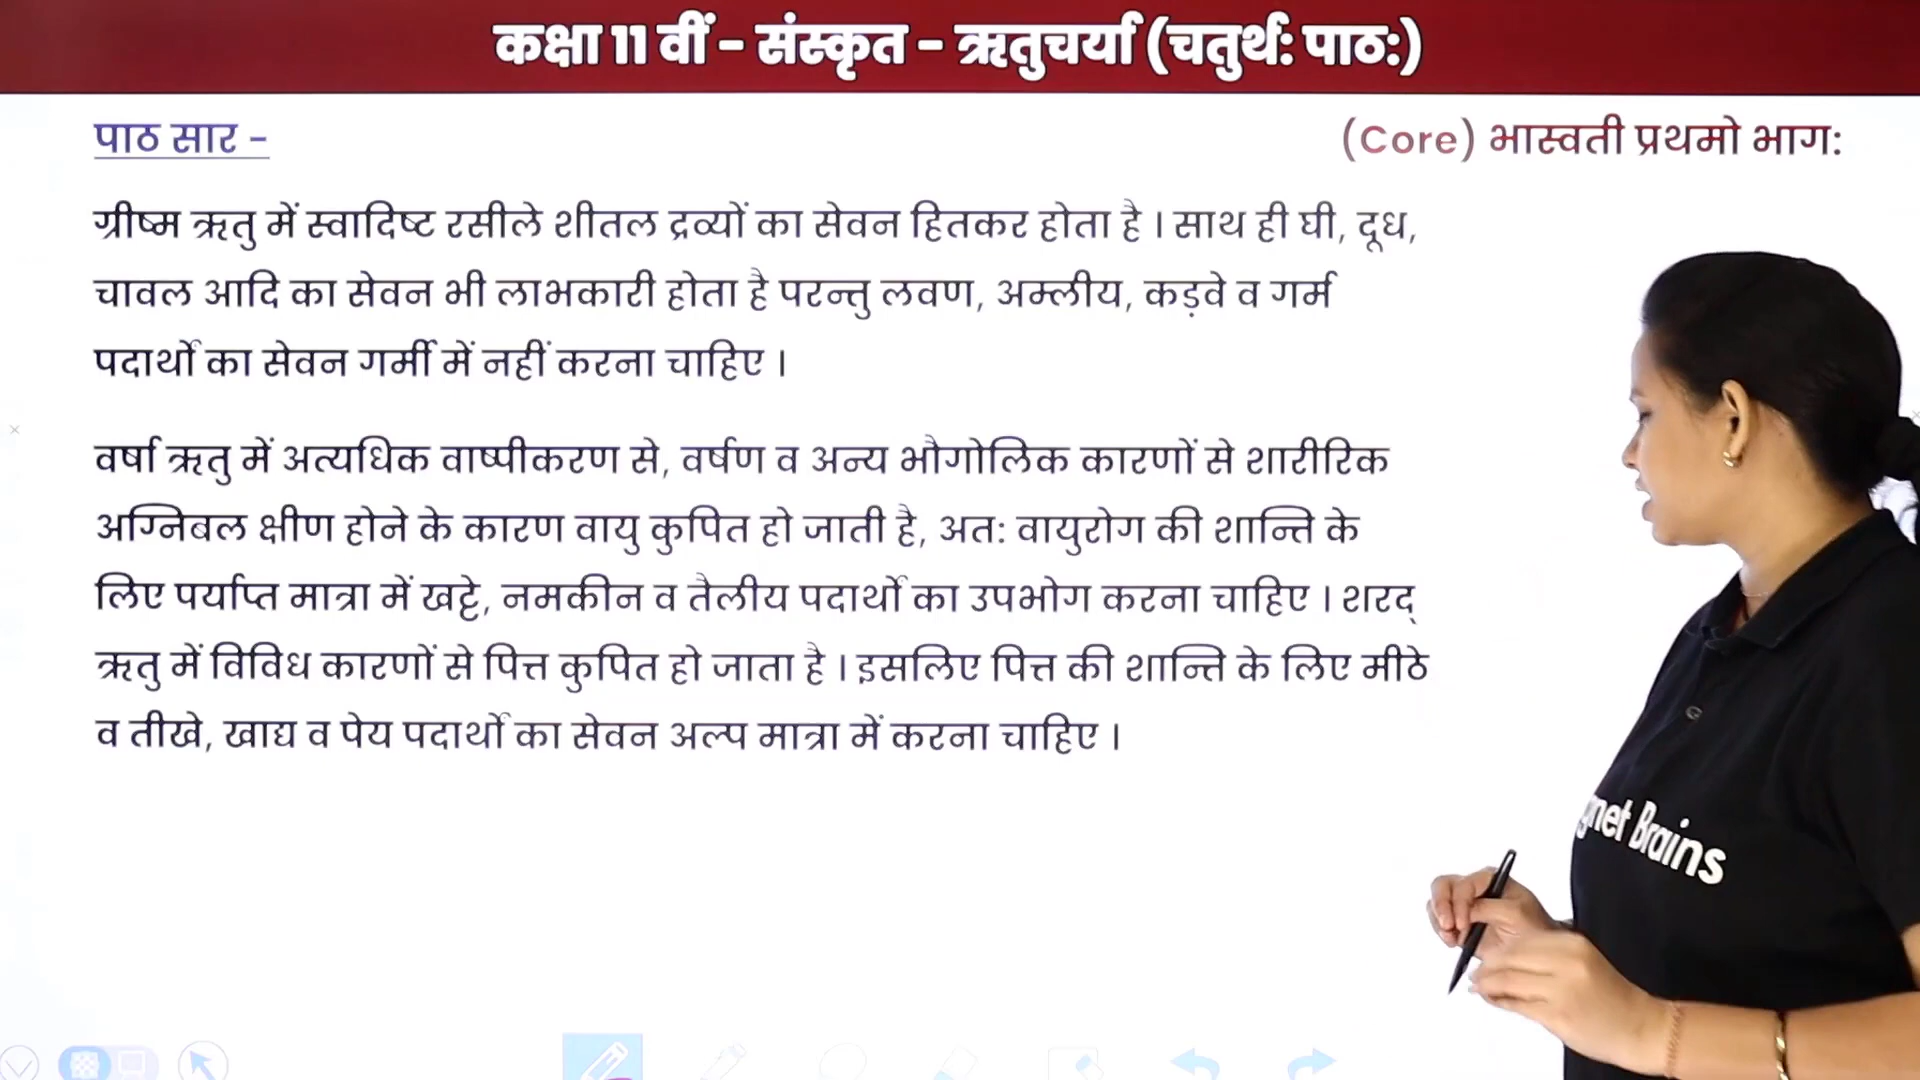 कक्षा 11 वीं - संस्कृत - ऋतुचर्या (चतुर्थ: पाठ:)
पाठ सार -
(Core) भास्वती प्रथमो भाग:
ग्रीष्म ऋतु में स्वादिष्ट रसीले शीतल द्रव्यों का सेवन हितकर होता है । साथ ही घी, दूध,
चावल आदि का सेवन भी लाभकारी होता है परन्तु लवण, अम्लीय, कड़वे व गर्म
पदार्थों का सेवन गर्मी में नहीं करना चाहिए ।
वर्षा ऋतु में अत्यधिक वाष्पीकरण से, वर्षण व अन्य भौगोलिक कारणों से शारीरिक
अग्निबल क्षीण होने के कारण वायु कुपित हो जाती है, अत: वायुरोग की शान्ति के
लिए पर्याप्त मात्रा में खट्टे, नमकीन व तैलीय पदार्थों का उपभोग करना चाहिए । शरद्
ऋतु में विविध कारणों से पित्त कुपित हो जाता है । इसलिए पित्त की शान्ति के लिए मीठे
व तीखे, खाद्य व पेय पदार्थों का सेवन अल्प मात्रा में करना चाहिए ।
Brains